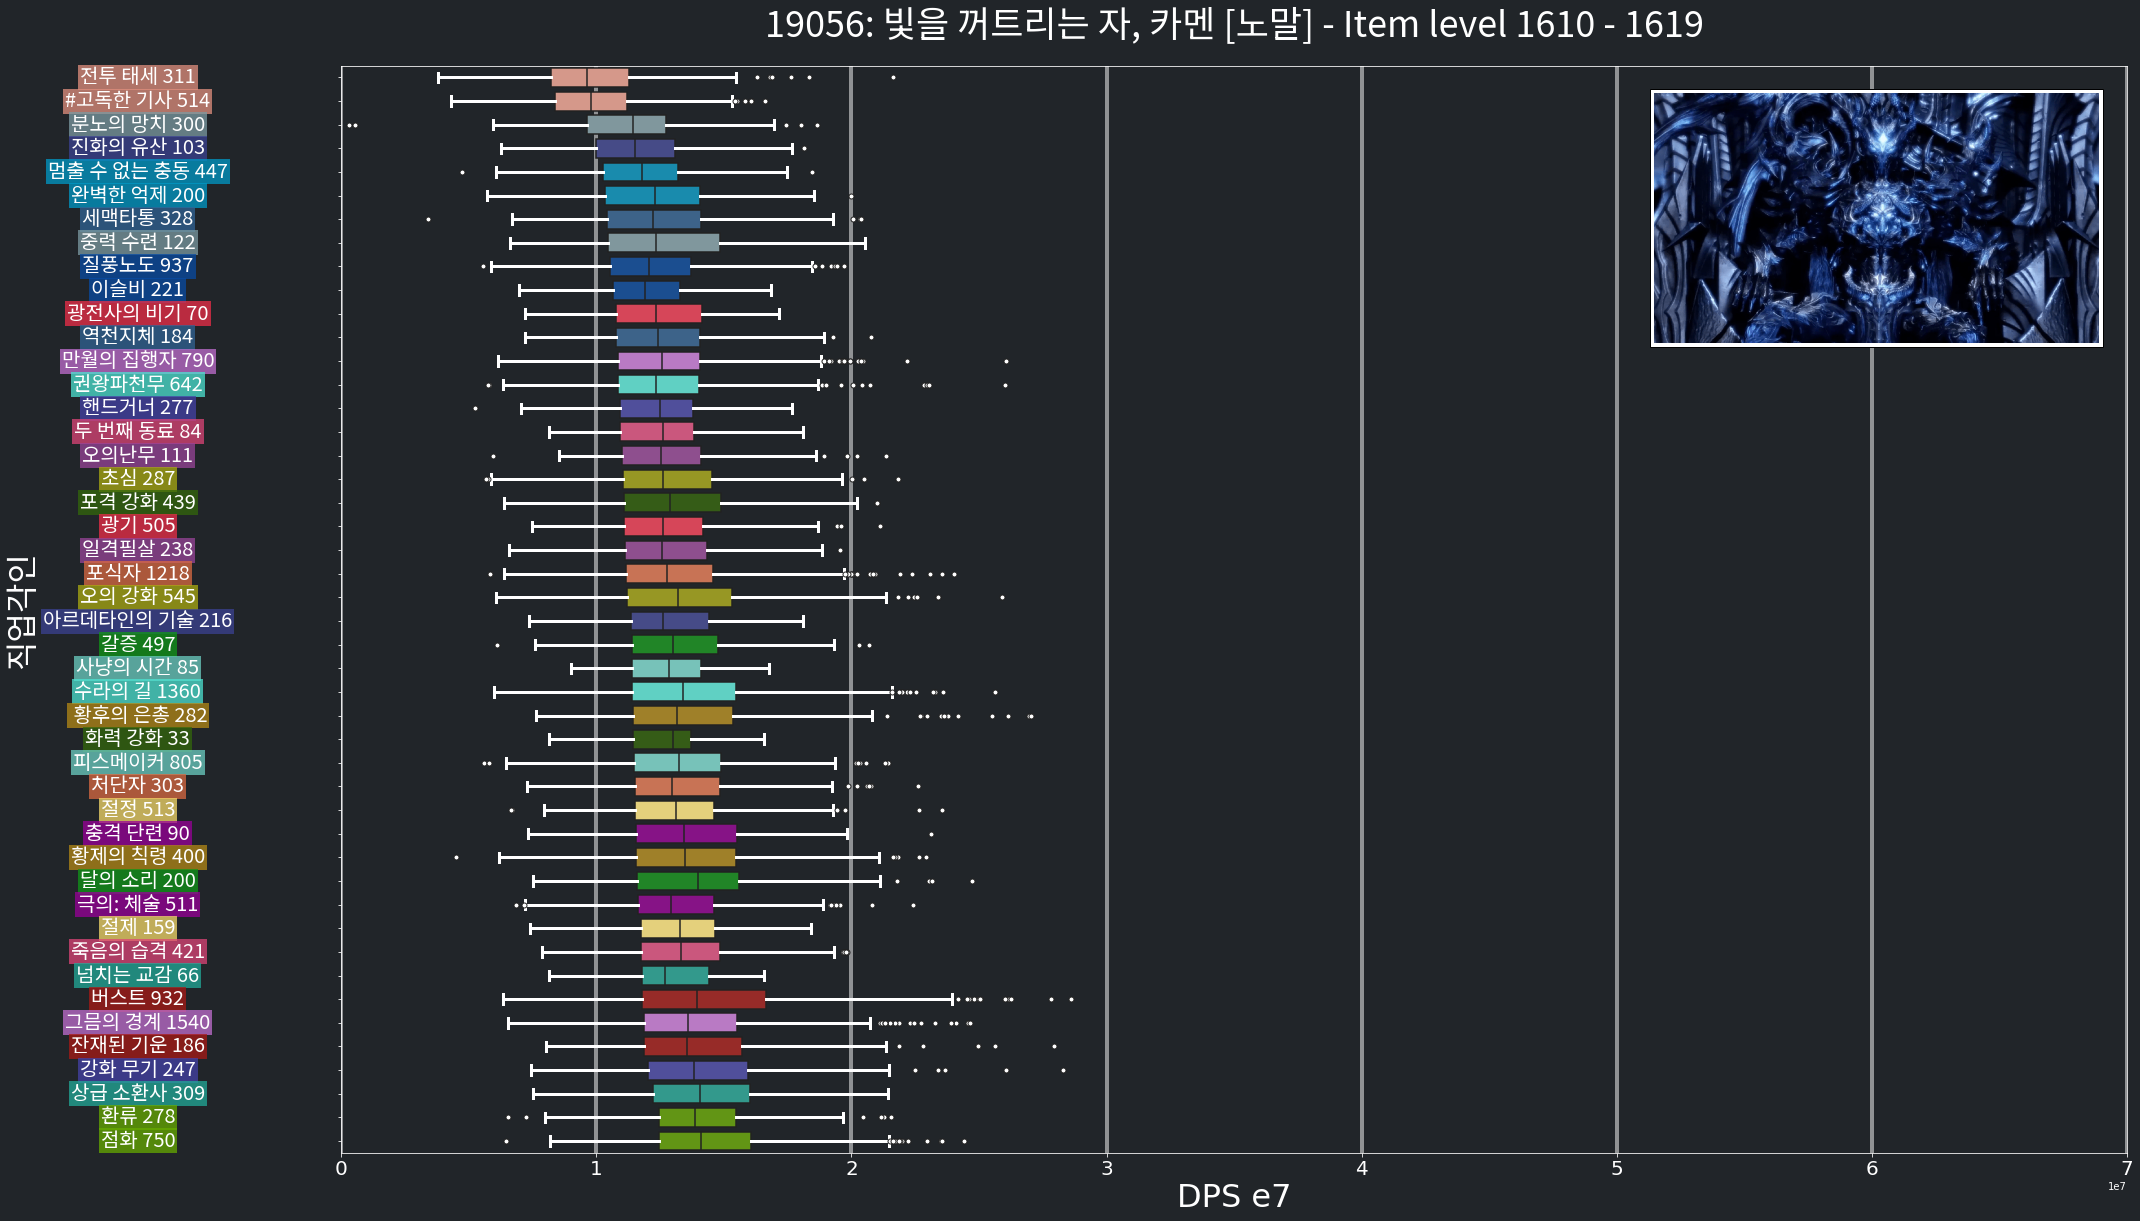 19056: 빛을 꺼트리는 자, 카멘 [노말] - Item level 1610 - 1619
직업각인
전투 태세 311
#고독한 기사 514
분노의 망치 300
진화의 유산 103
멈출 수 없는 충동 447
완벽한 억제 200
세맥타통 328
중력 수련 122
질풍노도 937
이슬비 221
광전사의 비기 70
역천지체 184
만월의 집행자 790
권왕파천무 642
핸드거너 277
두 번째 동료 84
오의난무 111
초심 287
포격 강화 439
광기 505
일격필살 238
포식자 1218
오의 강화 545
아르데타인의 기술 216
갈증 497
사냥의 시간 85
수라의 길 1360
황후의 은총 282
화력 강화 33
피스메이커 805
처단자 303
절정 513
충격 단련 90
황제의 칙령 400
달의 소리 200
극의: 체술 511
절제 159
죽음의 습격 421
넘치는 교감 66
버스트 932
그믐의 경계 1540
잔재된 기운 186
강화 무기 247
상급 소환사 309
환류 278
점화 750
0 1 2 3 4 5 6 7
1e7
DPS e7